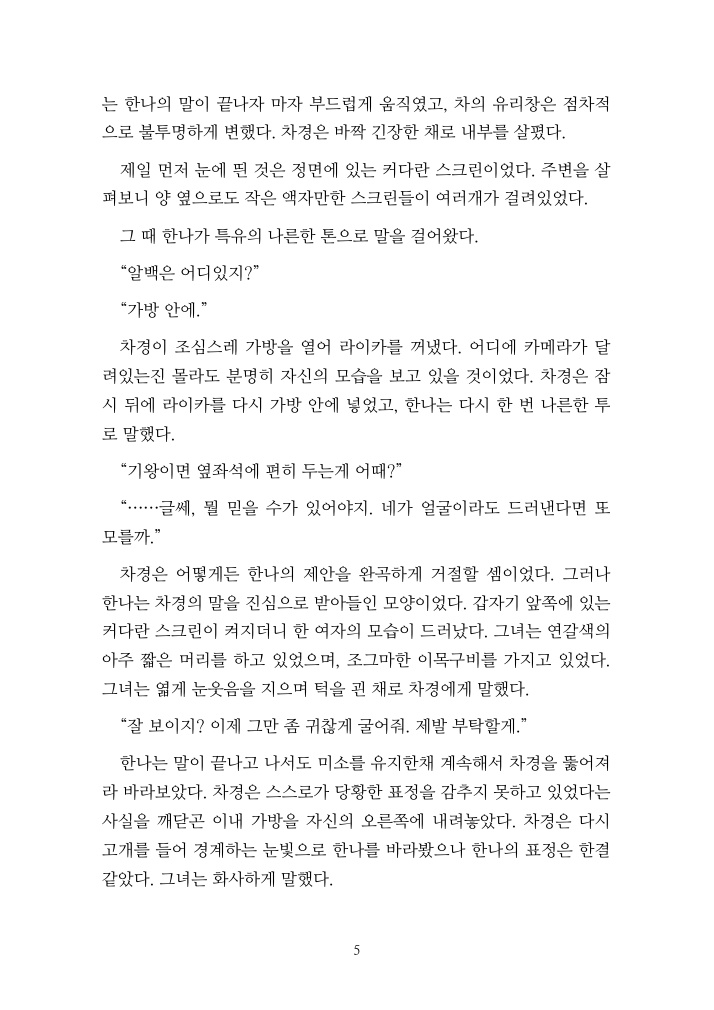 는 한나의 말이 끝나자 마자 부드럽게 움직였고, 차의 유리창은 점차적
으로 불투명하게 변했다. 차경은 바짝 긴장한 채로 내부를 살폈다.
제일 먼저 눈에 띈 것은 정면에 있는 커다란 스크린이었다. 주변을 살
펴보니 양 옆으로도 작은 액자만한 스크린들이 여러개가 걸려있었다.
그 때 한나가 특유의 나른한 톤으로 말을 걸어왔다.
“알백은 어디있지?”
“가방 안에.”
차경이 조심스레 가방을 열어 라이카를 꺼냈다. 어디에 카메라가 달
려있는진 몰라도 분명히 자신의 모습을 보고 있을 것이었다. 차경은 잠
시 뒤에 라이카를 다시 가방 안에 넣었고, 한나는 다시 한 번 나른한 투
로 말했다.
“기왕이면 옆좌석에 편히 두는게 어때?”
“……글쎄, 뭘 믿을 수가 있어야지. 네가 얼굴이라도 드러낸다면 또
모를까.”
차경은 어떻게든 한나의 제안을 완곡하게 거절할 셈이었다. 그러나
한나는 차경의 말을 진심으로 받아들인 모양이었다. 갑자기 앞쪽에 있는
커다란 스크린이 켜지더니 한 여자의 모습이 드러났다. 그녀는 연갈색의
아주 짧은 머리를 하고 있었으며, 조그마한 이목구비를 가지고 있었다.
그녀는 엷게 눈웃음을 지으며 턱을 괸 채로 차경에게 말했다.
“잘 보이지? 이제 그만 좀 귀찮게 굴어줘. 제발 부탁할게.”
한나는 말이 끝나고 나서도 미소를 유지한채 계속해서 차경을 뚫어져
라 바라보았다. 차경은 스스로가 당황한 표정을 감추지 못하고 있었다는
사실을 깨닫곤 이내 가방을 자신의 오른쪽에 내려놓았다. 차경은 다시
고개를 들어 경계하는 눈빛으로 한나를 바라봤으나 한나의 표정은 한결
같았다. 그녀는 화사하게 말했다.
5